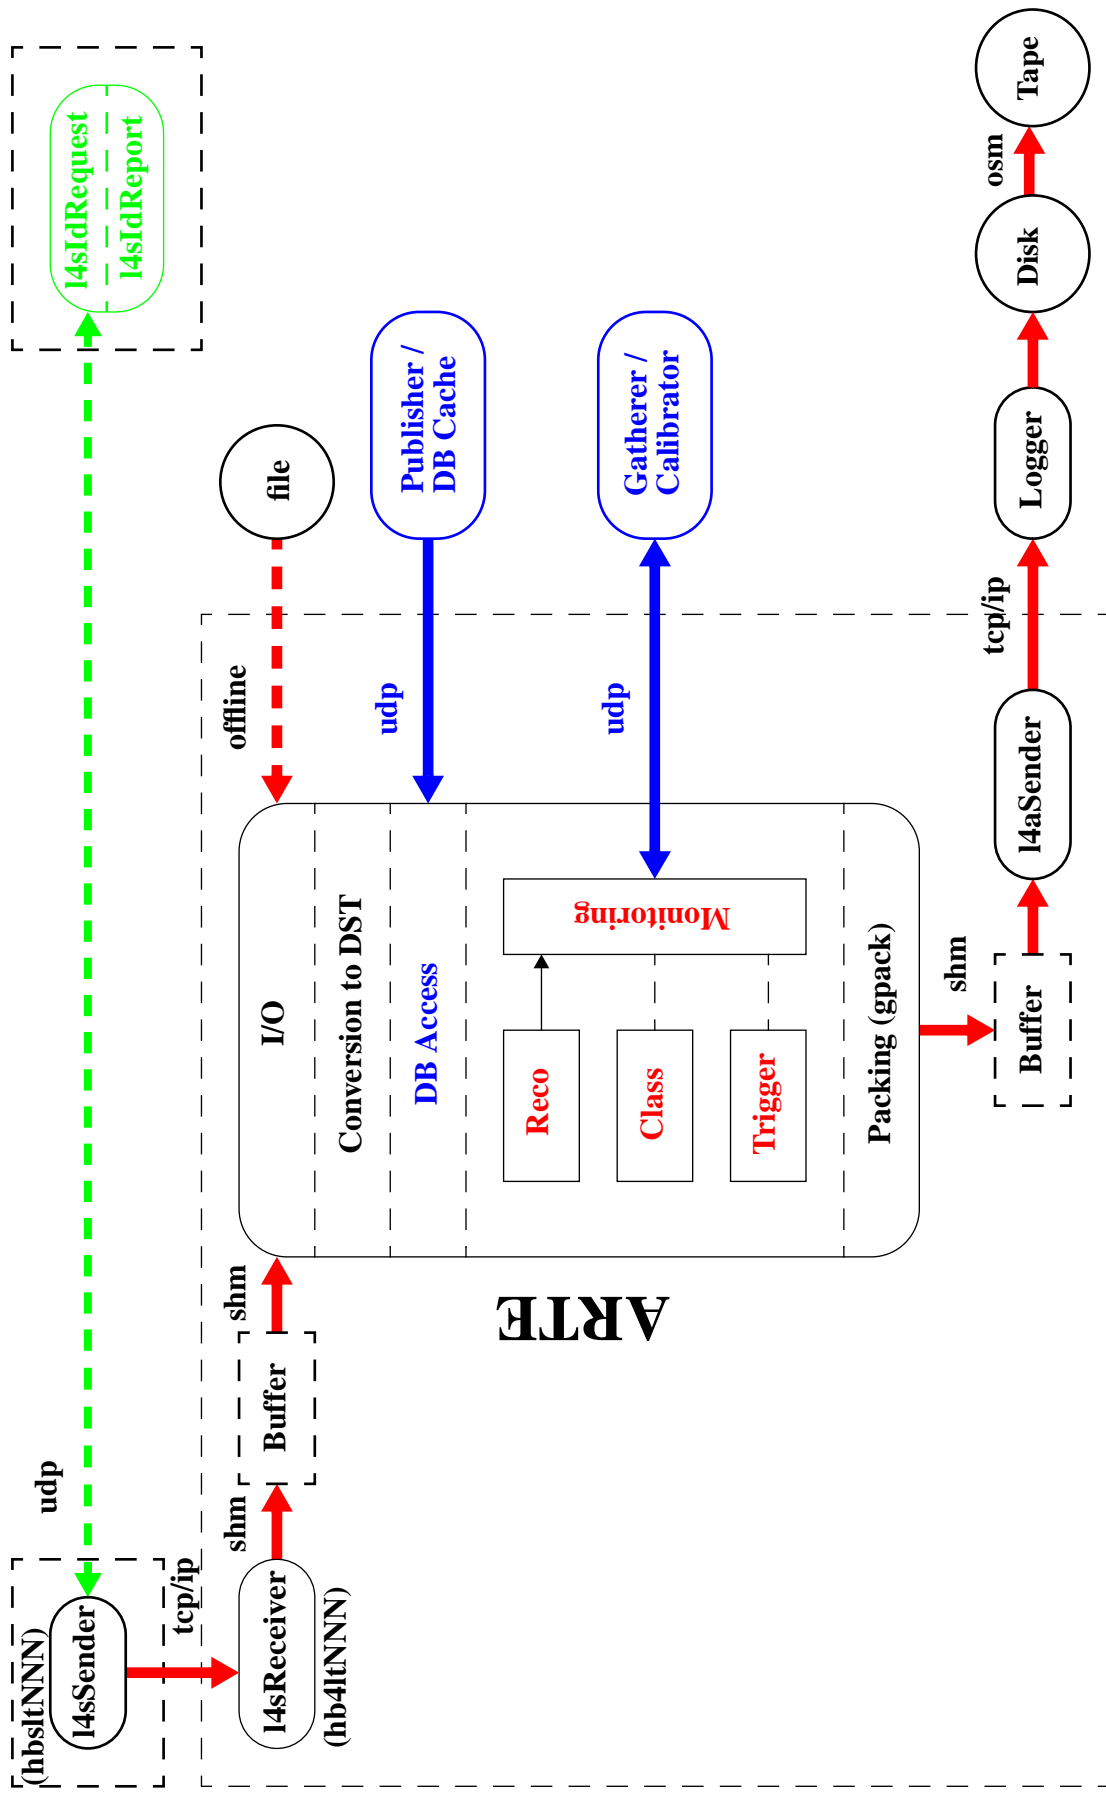 (hbsltNNN)
l4sSender
udp
l4sIdRequest
l4sIdReport
tcp/ip
l4sReceiver
(hb4ltNNN)
shm
Buffer
shm
I/O
offline
file
Conversion to DST
DB Access
udp
Publisher /
DB Cache
ARTE
Reco
Class
Trigger
Monitoring
udp
Gatherer /
Calibrator
Packing (gpack)
shm
Buffer
l4aSender
tcp/ip
Logger
Disk
osm
Tape